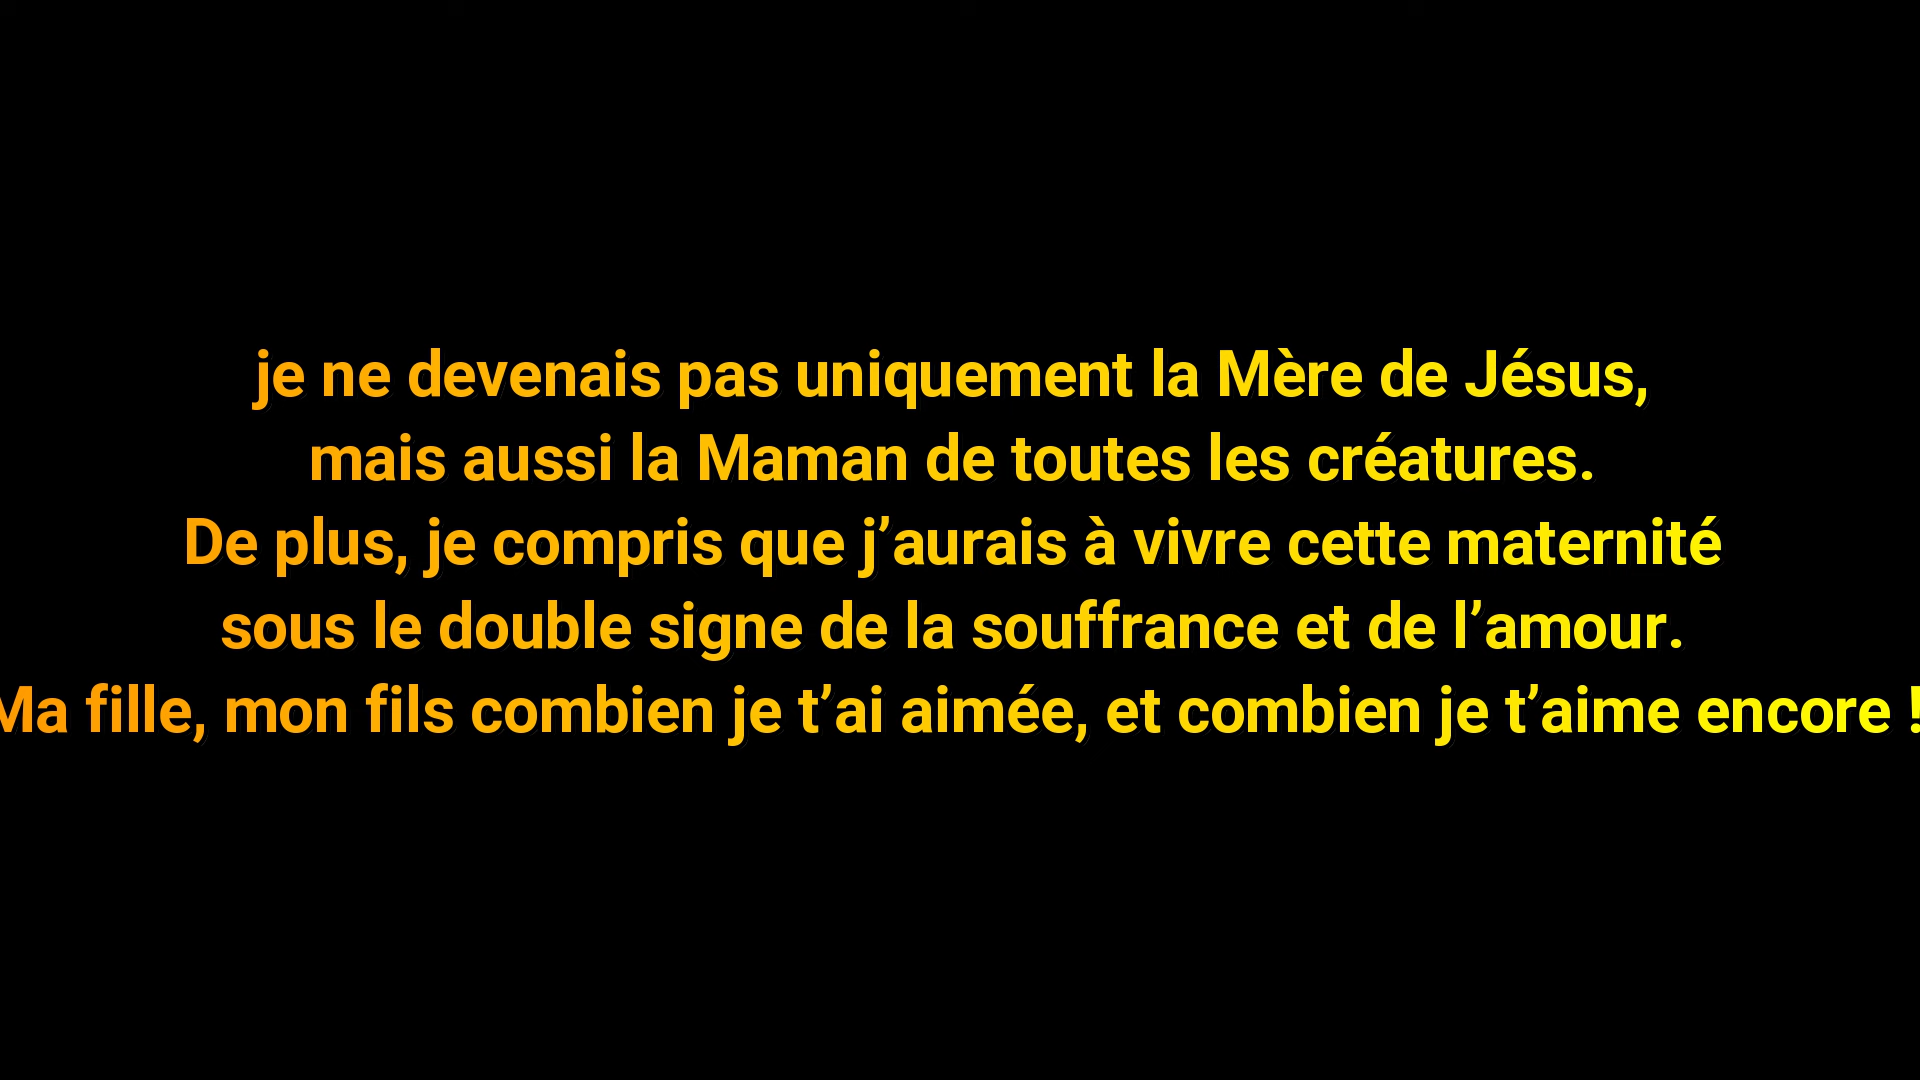 je ne devenais pas uniquement la Mère de Jésus,
mais aussi la Maman de toutes les créatures.
De plus, je compris que j’aurais à vivre cette maternité
sous le double signe de la souffrance et de l’amour.
Ma fille, mon fils combien je t’ai aimée, et combien je t’aime encore !